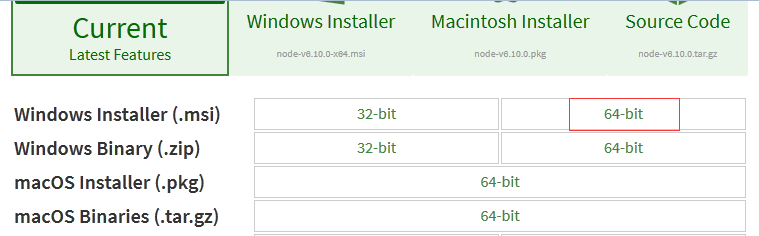 Current
Latest Features
Windows Installer
node-v6.10.0-x64.msi
Macintosh Installer
node-v6.10.0.pkg
Source Code
node-v6.10.0.tar.gz
Windows Installer (.msi) 32-bit 64-bit
Windows Binary (.zip) 32-bit 64-bit
macOS Installer (.pkg) 64-bit
macOS Binaries (.tar.gz) 64-bit